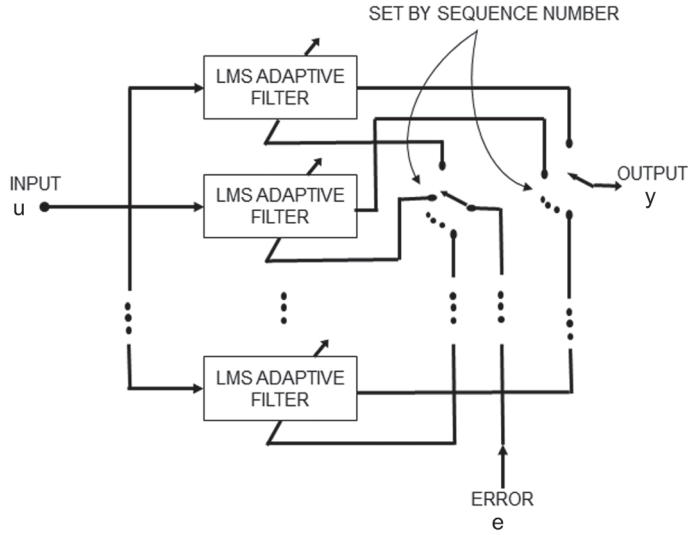 SET BY SEQUENCE NUMBER
LMS ADAPTIVE
FILTER
LMS ADAPTIVE
FILTER
INPUT
u
OUTPUT
y
LMS ADAPTIVE
FILTER
ERROR
e